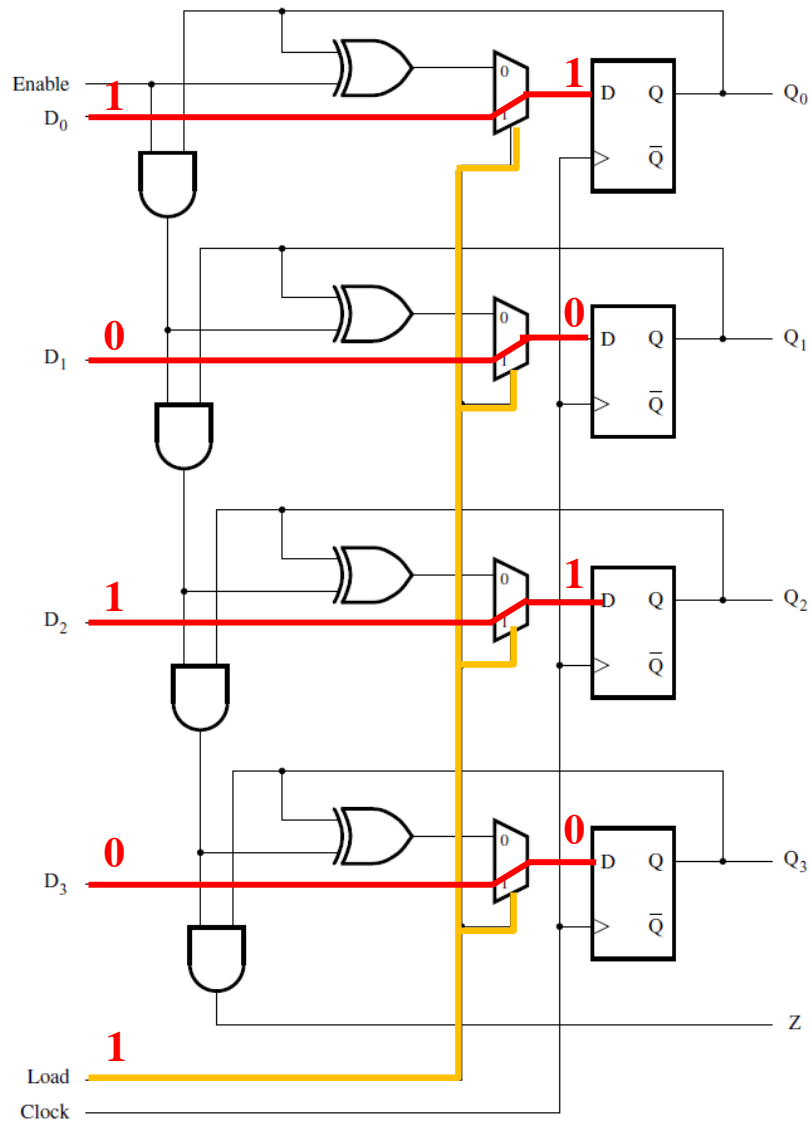 0 1 D Q Q₀
Enable 1
D₀ 1
Q̅
0 0 D Q Q₁
D₁ 0 1
Q̅
0 1 D Q Q₂
D₂ 1 1
Q̅
0 0 D Q Q₃
D₃ 0 1
Q̅
Z
Load 1
Clock